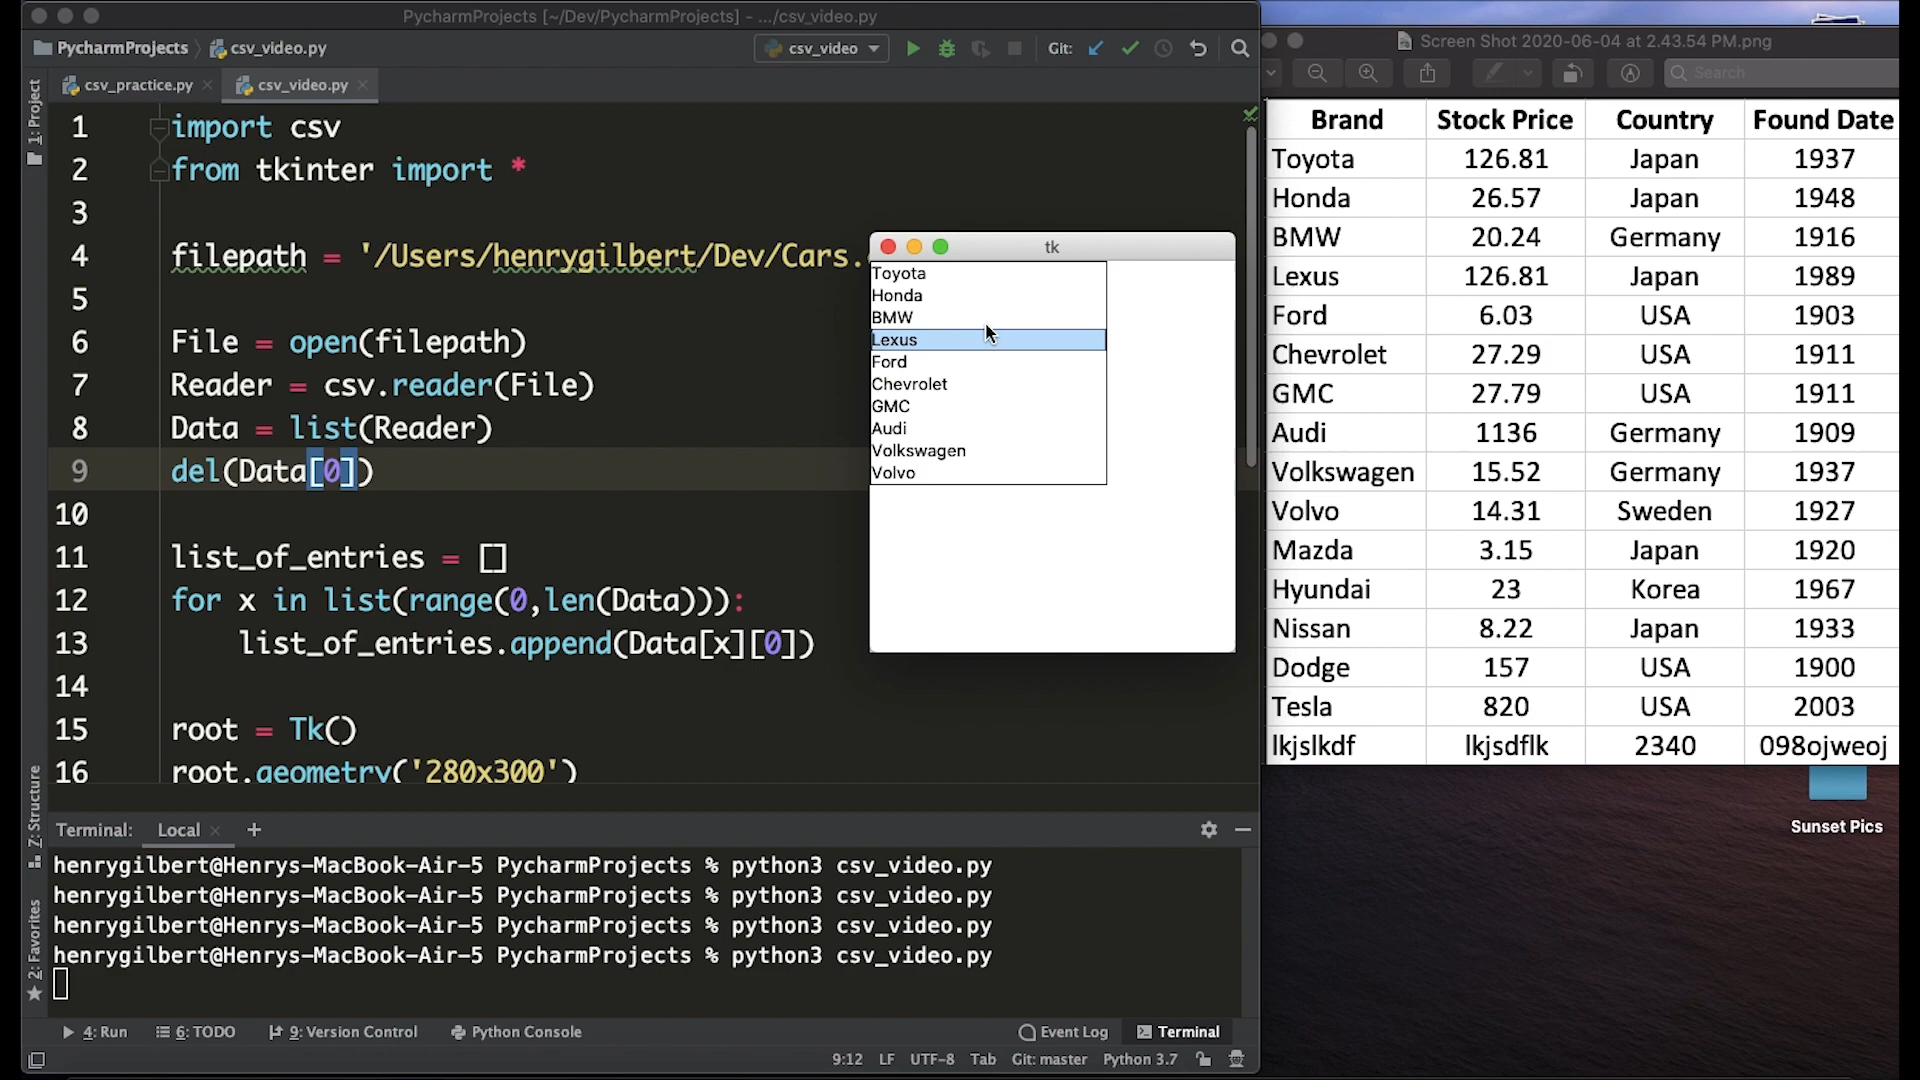 PycharmProjects [~/Dev/PycharmProjects] - .../csv_video.py
PycharmProjects
csv_video.py
csv_video
Git:
1: Project
csv_practice.py
csv_video.py
1 import csv
2 from tkinter import *
3
4 filepath = '/Users/henrygilbert/Dev/Cars.
5
6 File = open(filepath)
7 Reader = csv.reader(File)
8 Data = list(Reader)
9 del(Data[0])
10
11 list_of_entries = []
12 for x in list(range(0,len(Data))):
13 list_of_entries.append(Data[x][0])
14
15 root = Tk()
16 root.geometry('280x300')
tk
Toyota
Honda
BMW
Lexus
Ford
Chevrolet
GMC
Audi
Volkswagen
Volvo
Screen Shot 2020-06-04 at 2.43.54 PM.png
Search
Brand Stock Price Country Found Date
Toyota 126.81 Japan 1937
Honda 26.57 Japan 1948
BMW 20.24 Germany 1916
Lexus 126.81 Japan 1989
Ford 6.03 USA 1903
Chevrolet 27.29 USA 1911
GMC 27.79 USA 1911
Audi 1136 Germany 1909
Volkswagen 15.52 Germany 1937
Volvo 14.31 Sweden 1927
Mazda 3.15 Japan 1920
Hyundai 23 Korea 1967
Nissan 8.22 Japan 1933
Dodge 157 USA 1900
Tesla 820 USA 2003
lkjslkdf lkjsdflk 2340 098ojweoj
Sunset Pics
Z: Structure
2: Favorites
Terminal: Local +
henrygilbert@Henrys-MacBook-Air-5 PycharmProjects % python3 csv_video.py
henrygilbert@Henrys-MacBook-Air-5 PycharmProjects % python3 csv_video.py
henrygilbert@Henrys-MacBook-Air-5 PycharmProjects % python3 csv_video.py
henrygilbert@Henrys-MacBook-Air-5 PycharmProjects % python3 csv_video.py
4: Run 6: TODO 9: Version Control Python Console Event Log Terminal
9:12 LF UTF-8 Tab Git: master Python 3.7